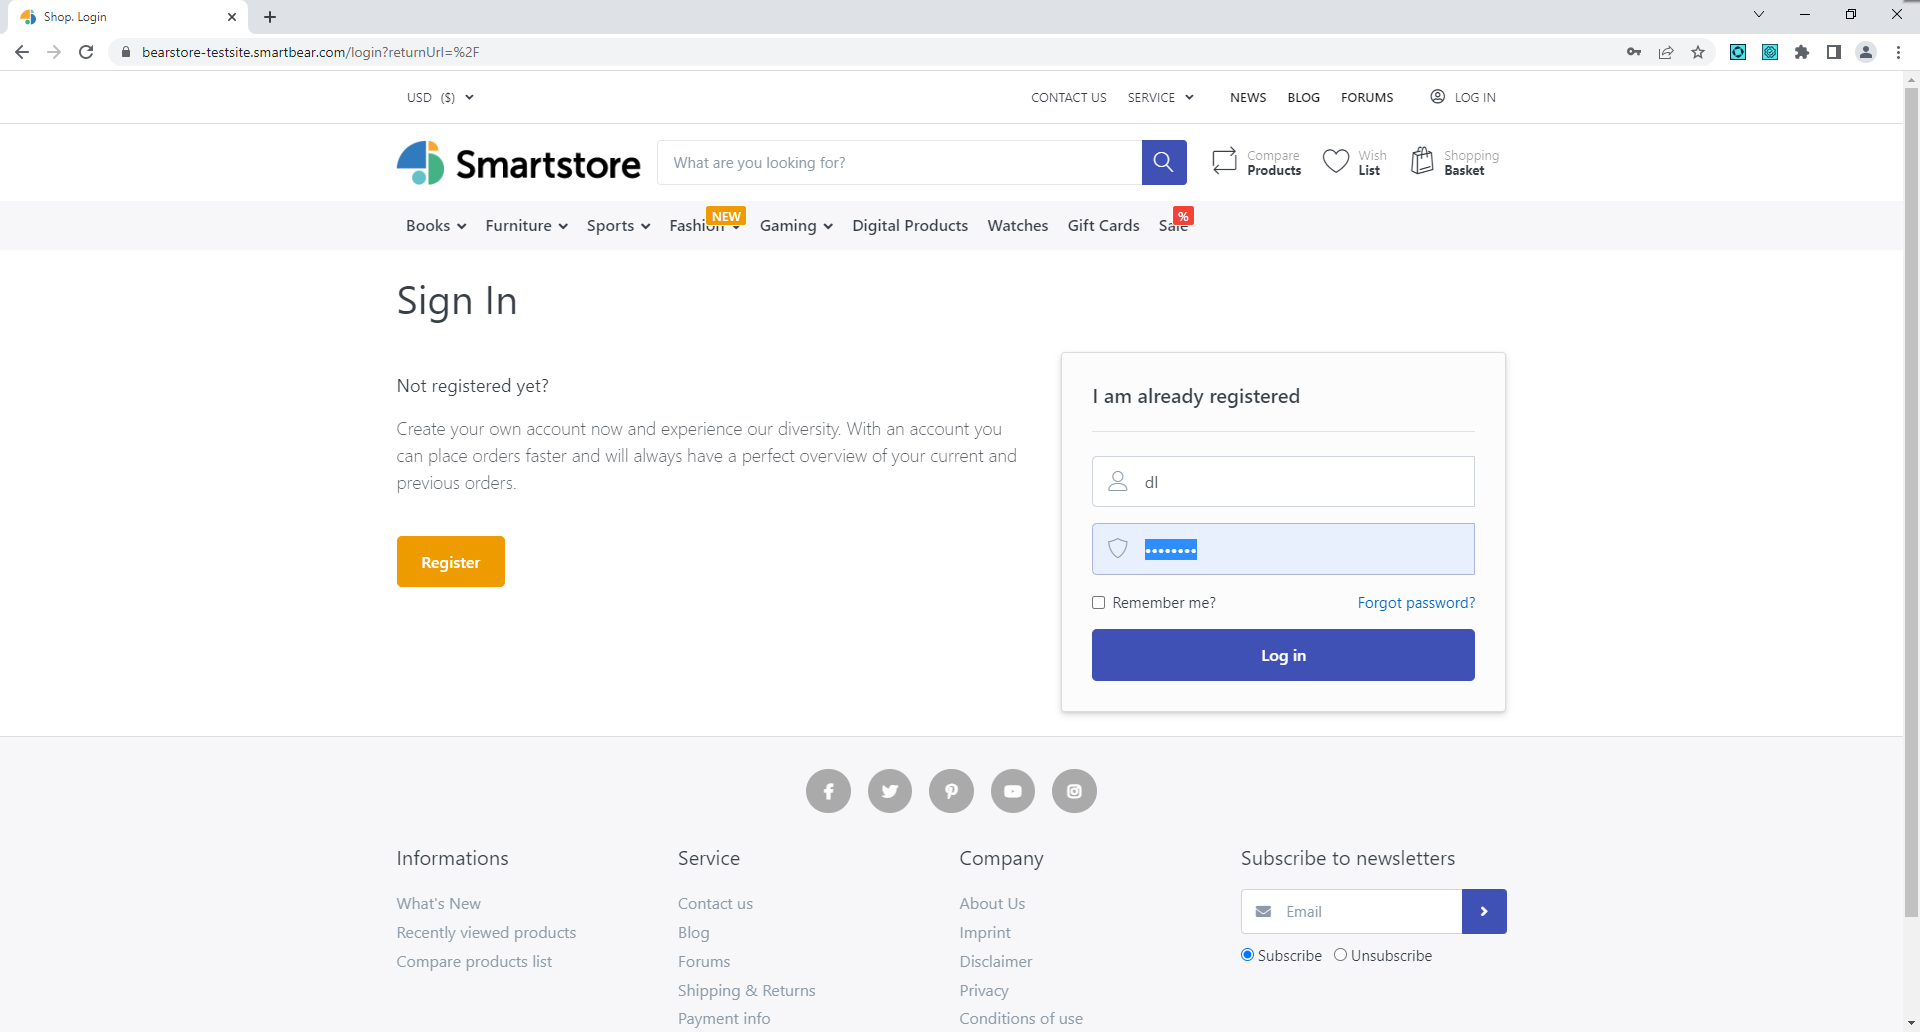 Shop. Login
bearstore-testsite.smartbear.com/login?returnUrl=%2F
USD ($)
CONTACT US SERVICE NEWS BLOG FORUMS LOG IN
Smartstore
What are you looking for?
Compare
Products
Wish
List
Shopping
Basket
NEW
%
Books Furniture Sports Fashion Gaming Digital Products Watches Gift Cards Sale
Sign In
Not registered yet?
Create your own account now and experience our diversity. With an account you
can place orders faster and will always have a perfect overview of your current and
previous orders.
Register
I am already registered
dl
••••••••
Remember me? Forgot password?
Log in
Informations
What's New
Recently viewed products
Compare products list
Service
Contact us
Blog
Forums
Shipping & Returns
Payment info
Company
About Us
Imprint
Disclaimer
Privacy
Conditions of use
Subscribe to newsletters
Email
Subscribe Unsubscribe